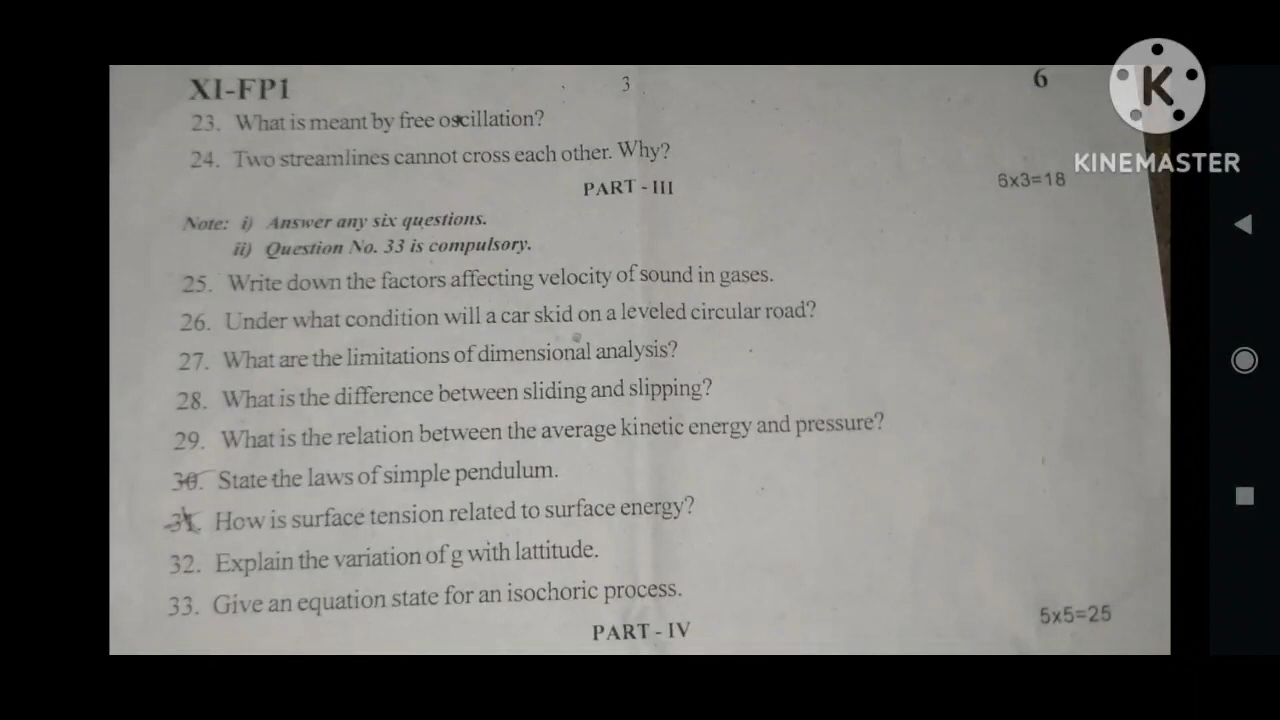 XI-FP1 3 6
23. What is meant by free oscillation?
24. Two streamlines cannot cross each other. Why?
KINEMASTER
PART - III 6x3=18
Note: i) Answer any six questions.
ii) Question No. 33 is compulsory.
25. Write down the factors affecting velocity of sound in gases.
26. Under what condition will a car skid on a leveled circular road?
27. What are the limitations of dimensional analysis?
28. What is the difference between sliding and slipping?
29. What is the relation between the average kinetic energy and pressure?
30. State the laws of simple pendulum.
31. How is surface tension related to surface energy?
32. Explain the variation of g with lattitude.
33. Give an equation state for an isochoric process.
PART - IV 5x5=25